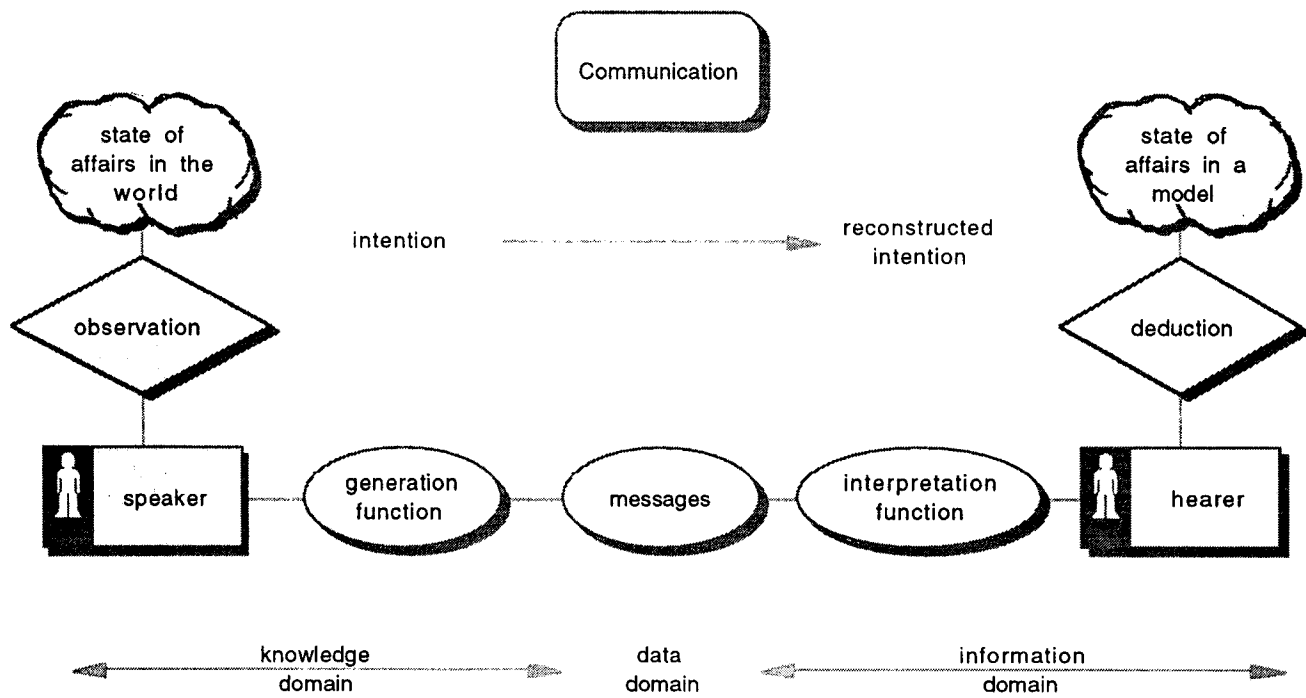 Communication
state of
affairs in the
world
state of
affairs in a
model
intention
reconstructed
intention
observation
deduction
speaker
generation
function
messages
interpretation
function
hearer
knowledge
domain
data
domain
information
domain